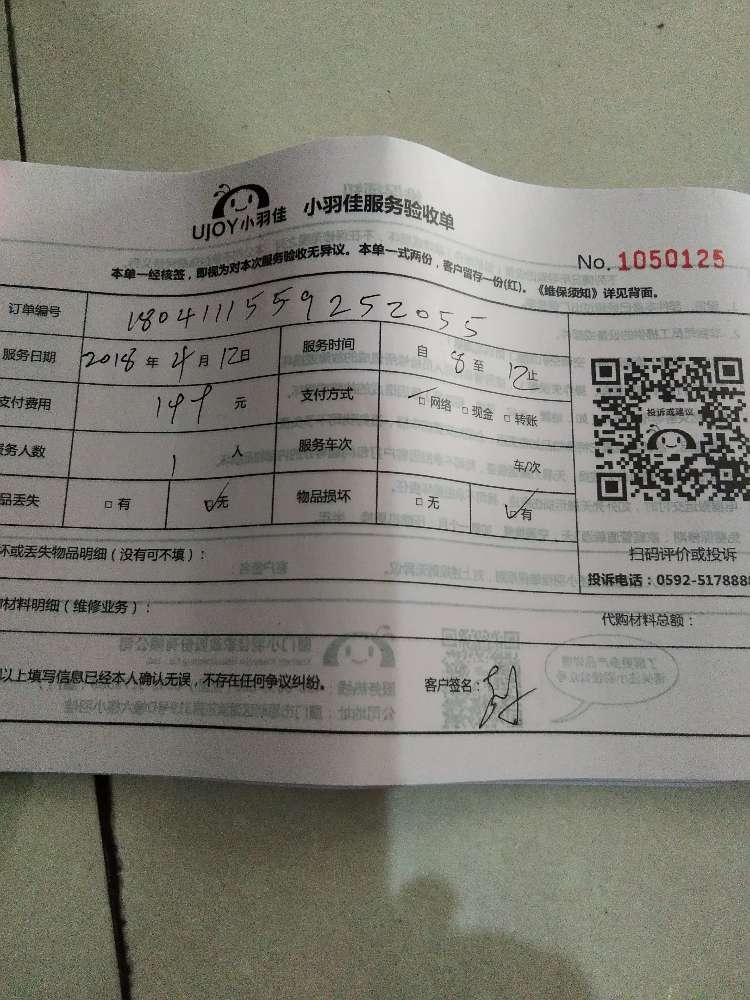 UJOY小羽佳 小羽佳服务验收单
No. 1050125
本单一经核签，即视为对本次服务验收无异议。本单一式两份，客户留存一份(红)。《维保须知》详见背面。
订单编号 180411155925 2055
服务日期 2018 年 4 月 12 日 服务时间 自 8 至 12 止
支付费用 149 元 支付方式 □ 网络 □ 现金 □ 转账
务人数 1 人 服务车次 车/次
品丢失 □ 有 □ 无 物品损坏 □ 无 □ 有
投诉或建议
扫码评价或投诉
投诉电话：0592-5178888
坏或丢失物品明细（没有可不填）：
材料明细（维修业务）： 代购材料总额：
以上填写信息已经本人确认无误，不存在任何争议纠纷。 客户签名：